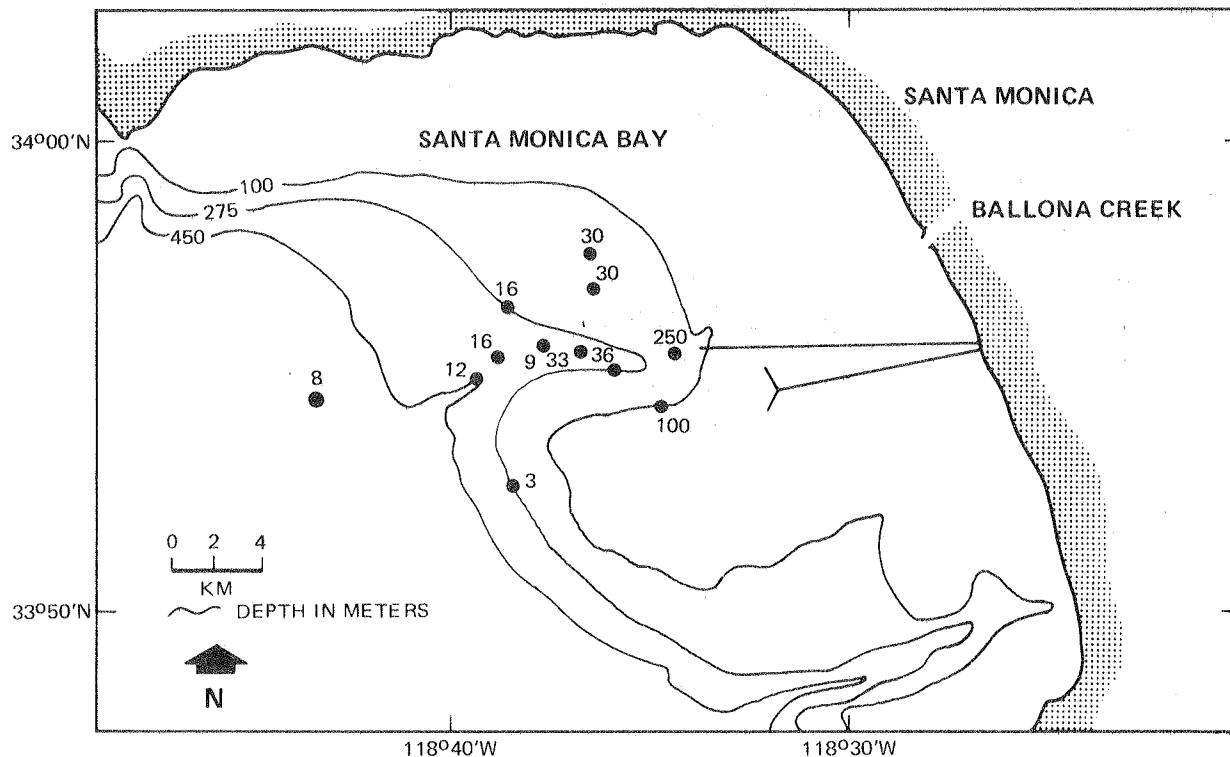 SANTA MONICA
34°00'N
SANTA MONICA BAY
100
275
BALLONA CREEK
450
30
30
16
250
16
9
33
36
12
8
100
3
0 2 4
KM
DEPTH IN METERS
33°50'N
N
118°40'W
118°30'W